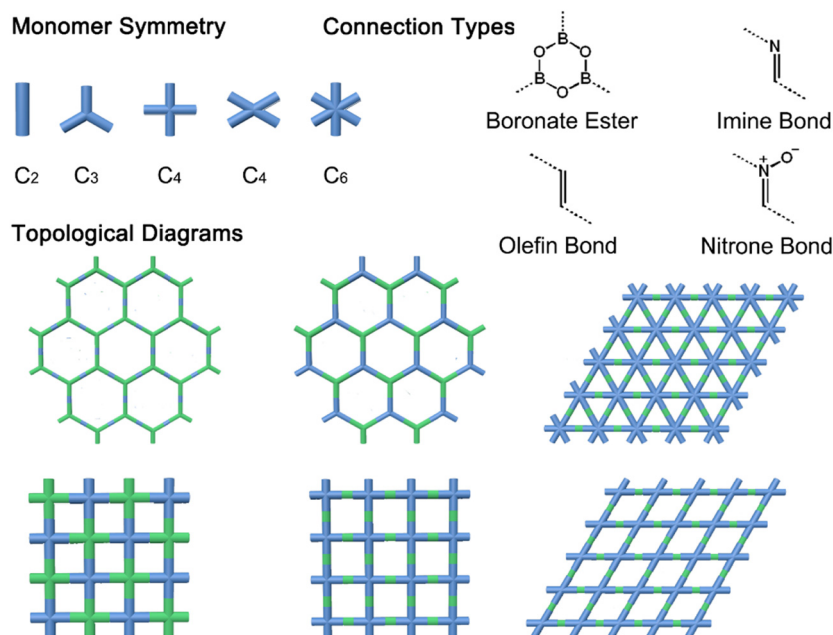 Monomer Symmetry
Connection Types
C2 C3 C4 C4 C6
B
O O
B B
O
Boronate Ester
N
Imine Bond
Olefin Bond
N+ O−
Nitrone Bond
Topological Diagrams